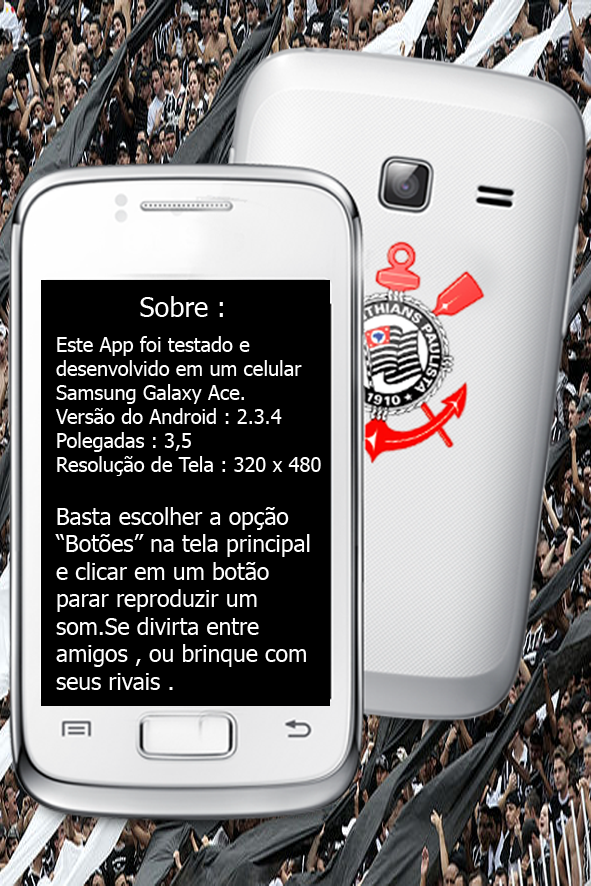 Sobre :
Este App foi testado e
desenvolvido em um celular
Samsung Galaxy Ace.
Versão do Android : 2.3.4
Polegadas : 3,5
Resolução de Tela : 320 x 480
Basta escolher a opção
“Botões” na tela principal
e clicar em um botão
parar reproduzir um
som.Se divirta entre
amigos , ou brinque com
seus rivais .
PAULISTA
1910